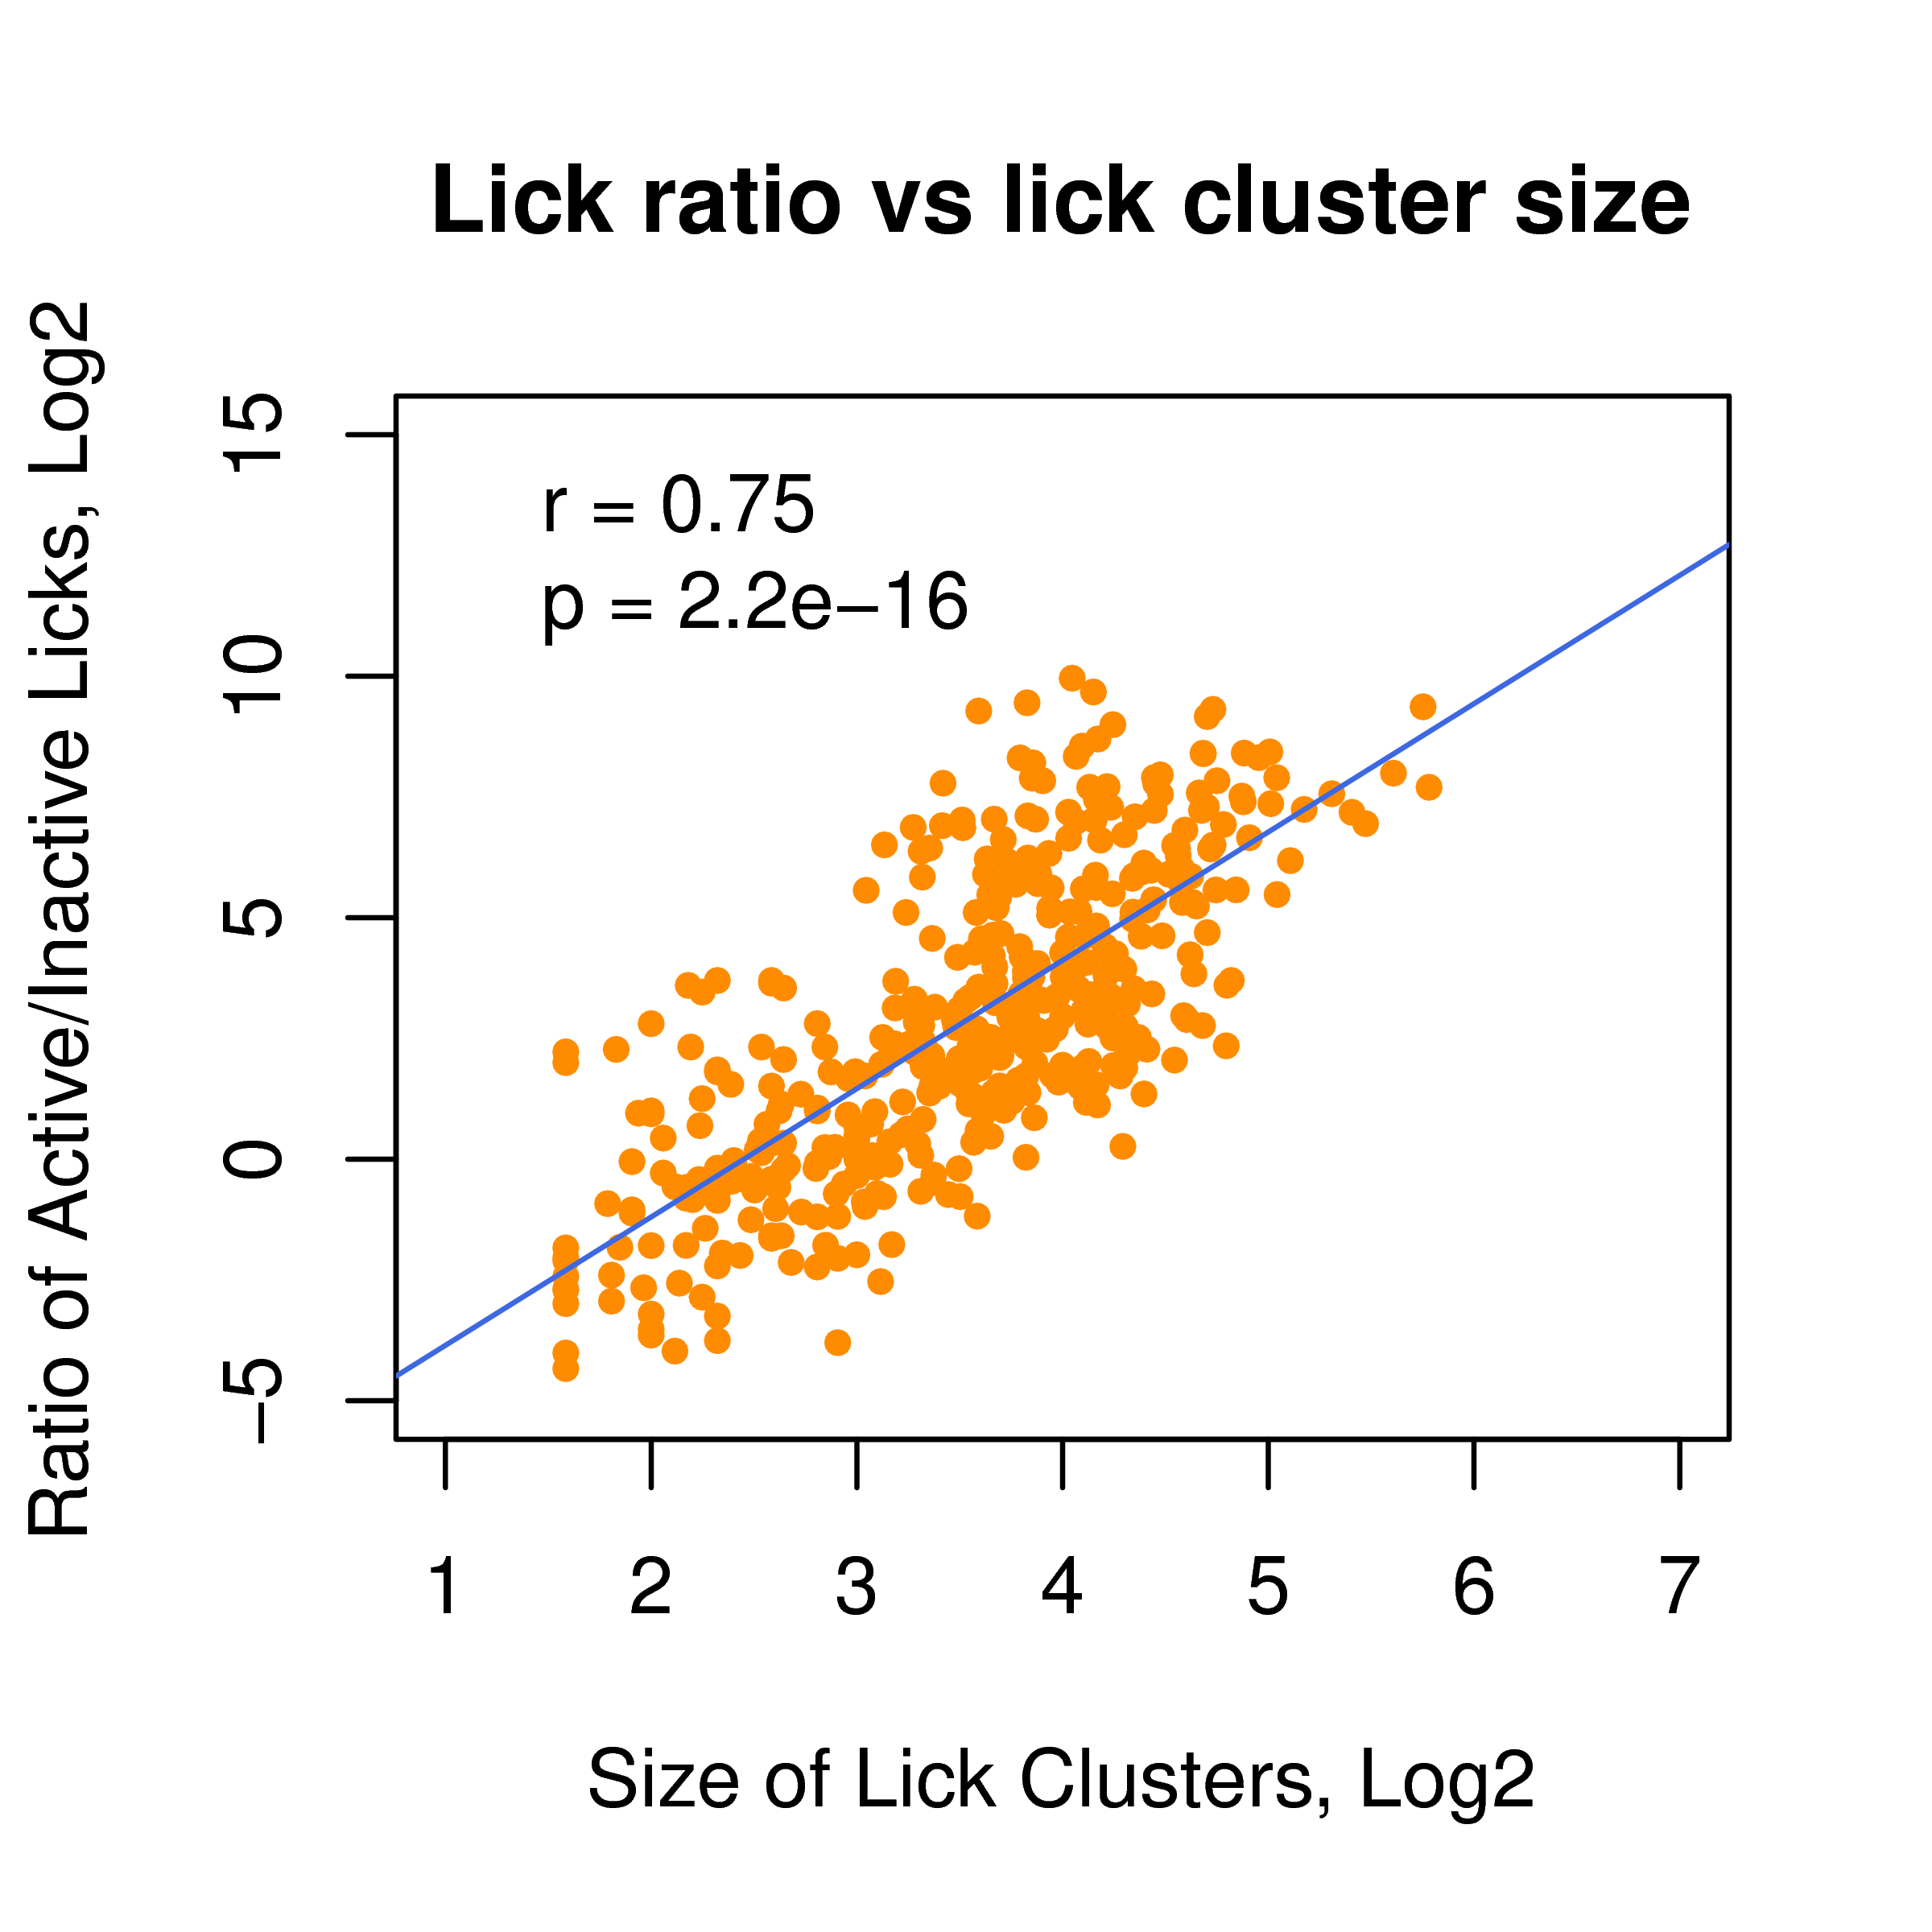 Lick ratio vs lick cluster size
Ratio of Active/Inactive Licks, Log2
15
10
5
0
−5
r = 0.75
p = 2.2e−16
1 2 3 4 5 6 7
Size of Lick Clusters, Log2